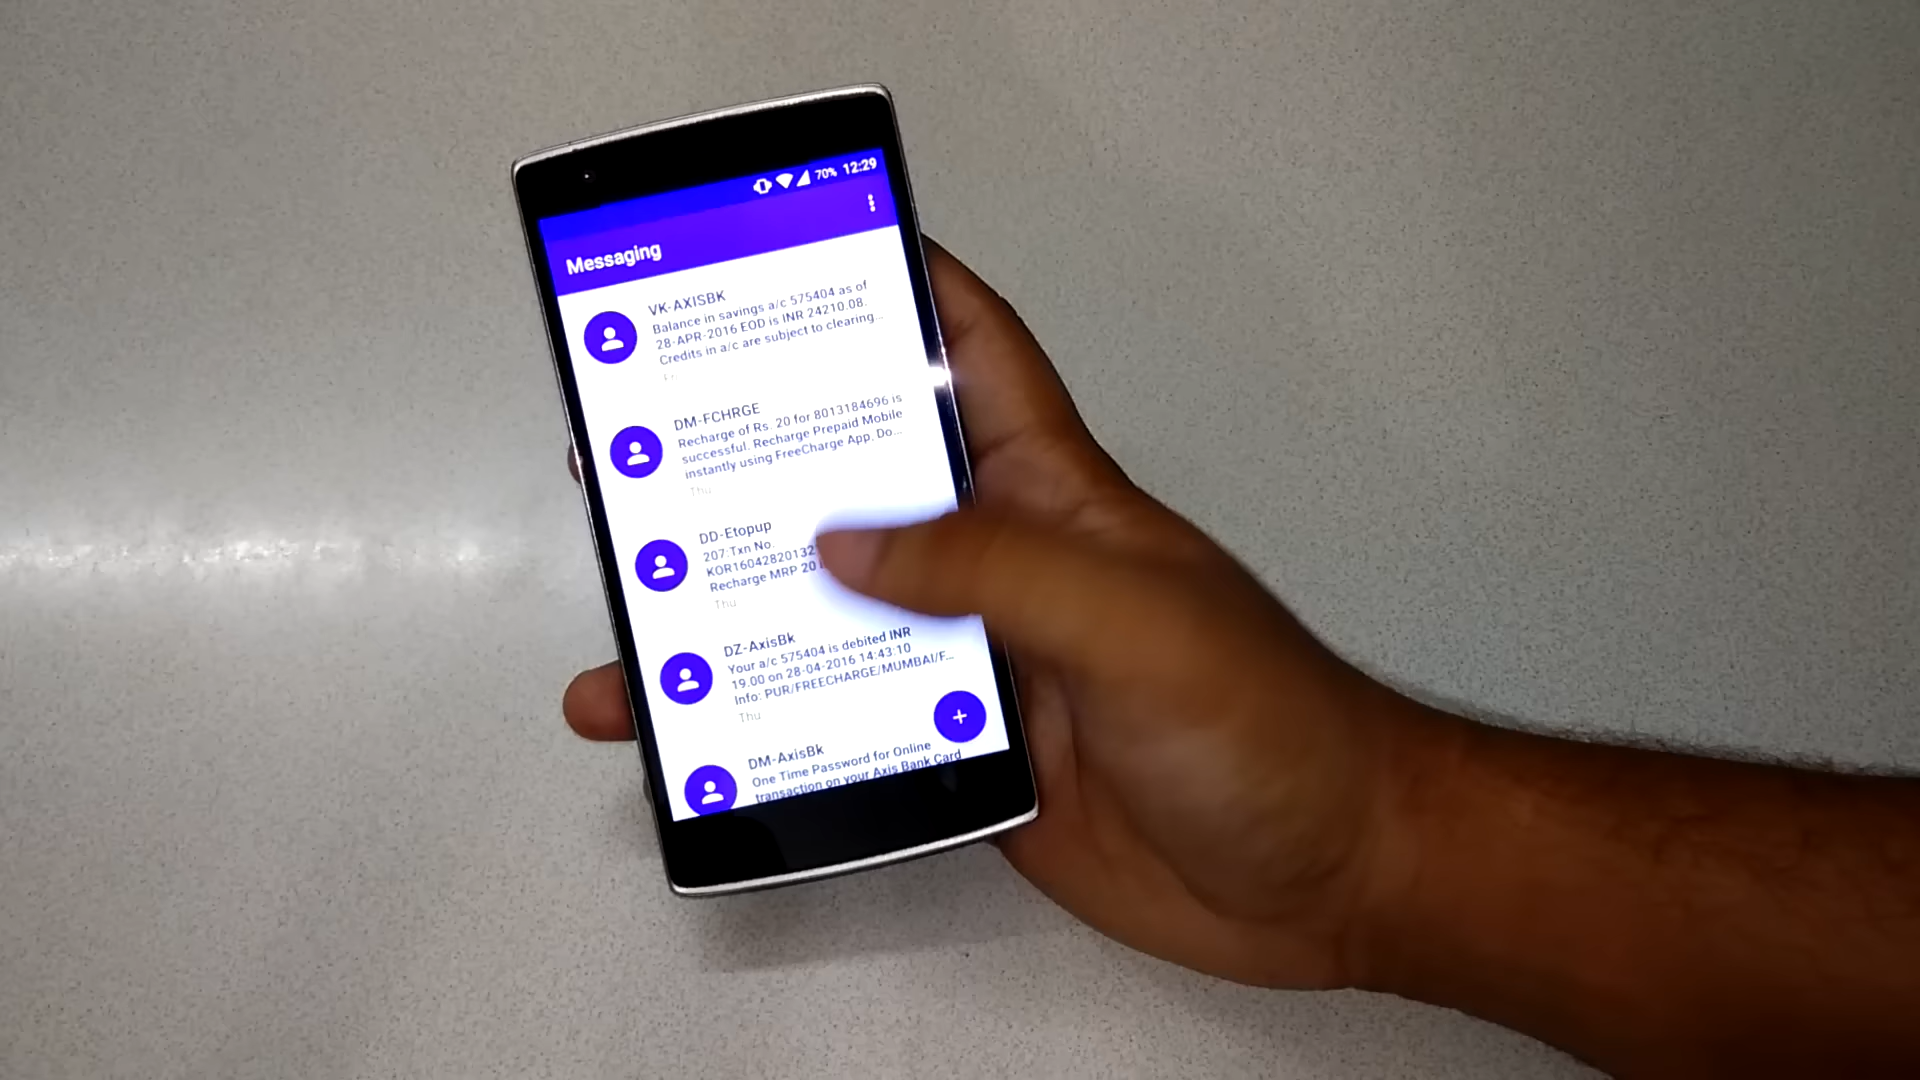 70% 12:29
Messaging
VK-AXISBK
Balance in savings a/c 575404 as of
28-APR-2016 EOD is INR 24210.08.
Credits in a/c are subject to clearing...
DM-FCHRGE
Recharge of Rs. 20 for 8013184696 is
successful. Recharge Prepaid Mobile
instantly using FreeCharge App. Do...
Thu
DD-Etopup
207:Txn No.
KOR1604282013
Recharge MRP 20
Thu
DZ-AxisBk
Your a/c 575404 is debited INR
19.00 on 28-04-2016 14:43:10
Info: PUR/FREECHARGE/MUMBAI/F...
Thu
+
DM-AxisBk
One Time Password for Online
transaction on your Axis Bank Card